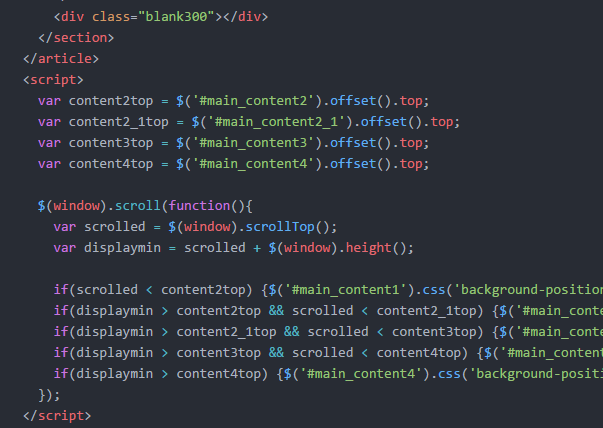 <div class="blank300"></div>
</section>
</article>
<script>
var content2top = $('#main_content2').offset().top;
var content2_1top = $('#main_content2_1').offset().top;
var content3top = $('#main_content3').offset().top;
var content4top = $('#main_content4').offset().top;
$(window).scroll(function(){
var scrolled = $(window).scrollTop();
var displaymin = scrolled + $(window).height();
if(scrolled < content2top) {$('#main_content1').css('background-position
if(displaymin > content2top && scrolled < content2_1top) {$('#main_conte
if(displaymin > content2_1top && scrolled < content3top) {$('#main_conte
if(displaymin > content3top && scrolled < content4top) {$('#main_content
if(displaymin > content4top) {$('#main_content4').css('background-positi
});
</script>